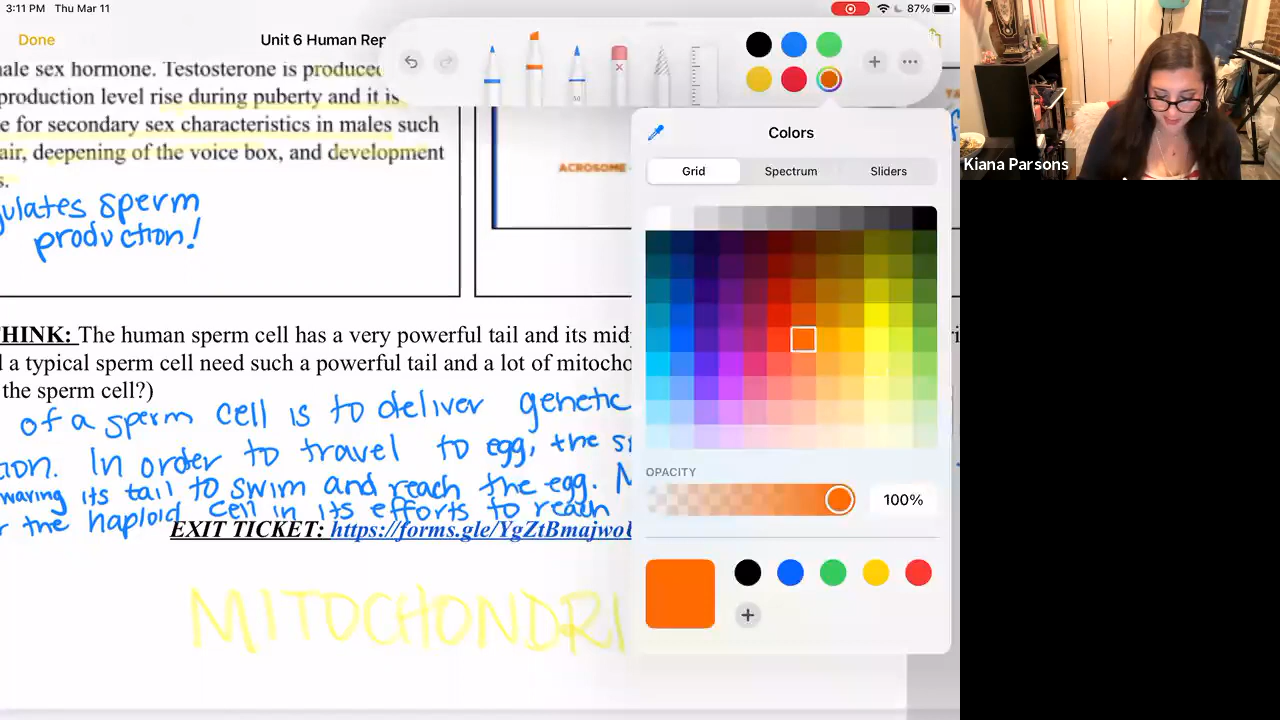 3:11 PM Thu Mar 11
87%
Done
Unit 6 Human Rep
ale sex hormone. Testosterone is produced
production level rise during puberty and it is
e for secondary sex characteristics in males such
air, deepening of the voice box, and development
s.
gulates sperm
production!
ACROSOME
Colors
Grid
Spectrum
Sliders
OPACITY
100%
Kiana Parsons
THINK: The human sperm cell has a very powerful tail and its mid
d a typical sperm cell need such a powerful tail and a lot of mitocho
the sperm cell?)
of a sperm cell is to deliver genetic
ion. In order to travel to egg, the s
waving its tail to swim and reach the egg. M
r the haploid cell in its efforts to reach
EXIT TICKET: https://forms.gle/YgZtBmajwo
MITOCHONDRI